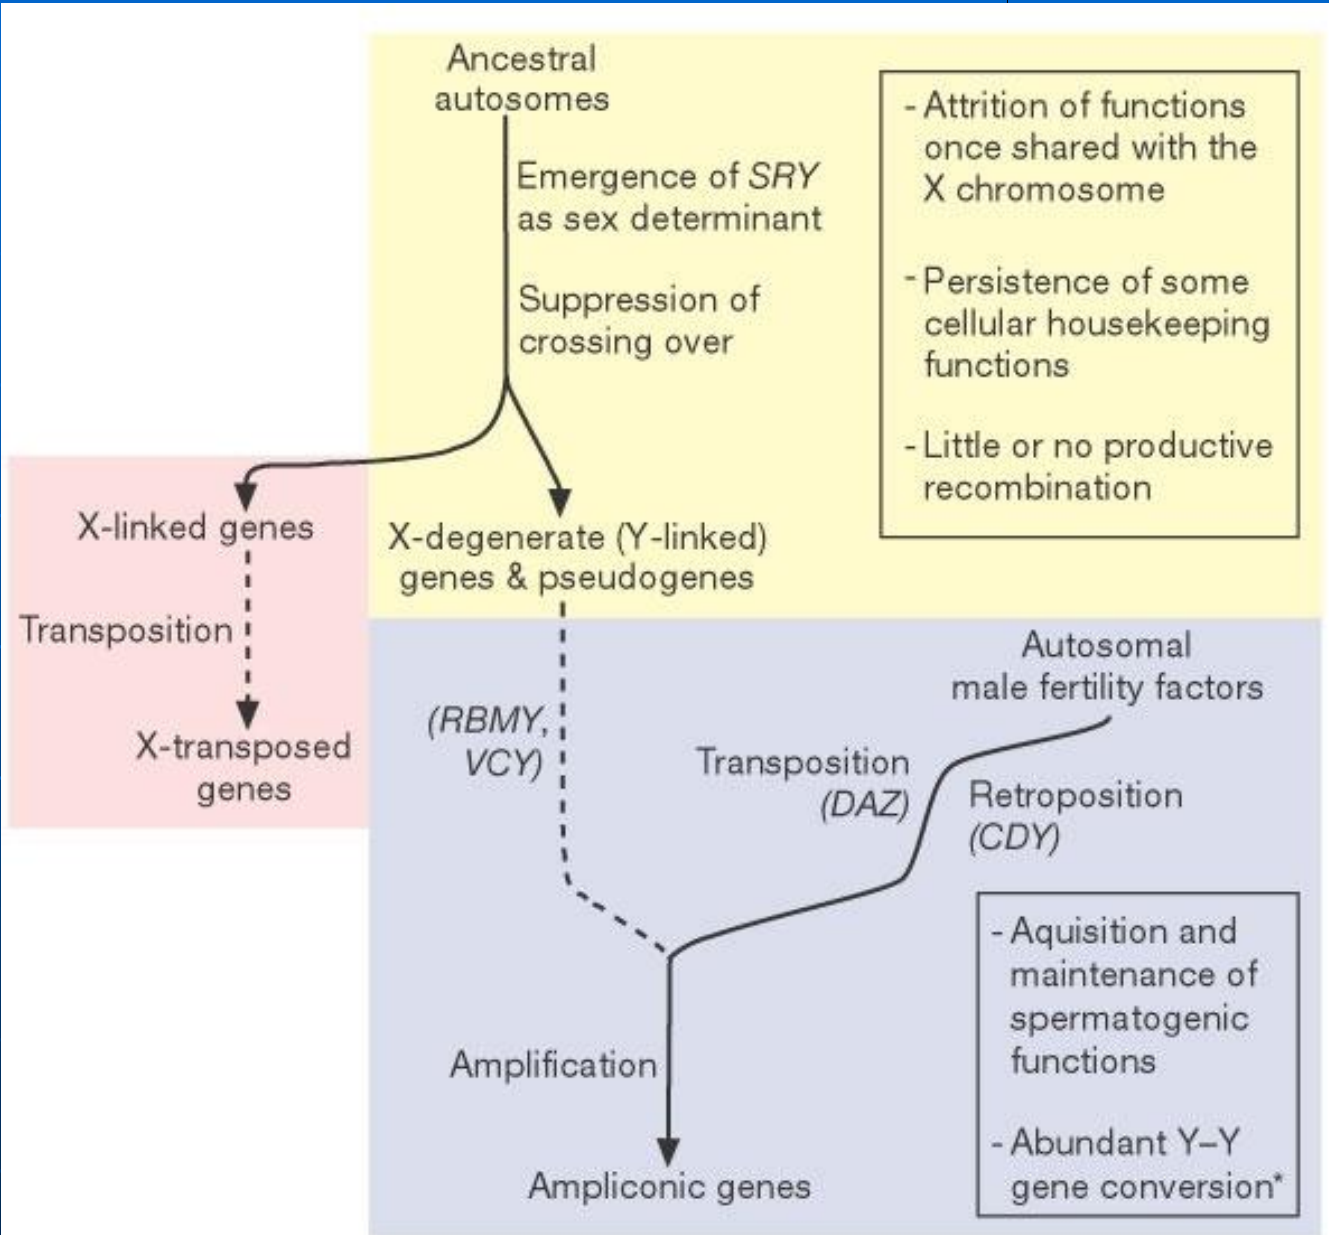 Ancestral
autosomes
Emergence of SRY
as sex determinant
Suppression of
crossing over
- Attrition of functions
once shared with the
X chromosome
- Persistence of some
cellular housekeeping
functions
- Little or no productive
recombination
X-linked genes
Transposition
X-transposed
genes
X-degenerate (Y-linked)
genes & pseudogenes
(RBMY,
VCY)
Autosomal
male fertility factors
Transposition
(DAZ)
Retroposition
(CDY)
Amplification
Ampliconic genes
- Aquisition and
maintenance of
spermatogenic
functions
- Abundant Y–Y
gene conversion*